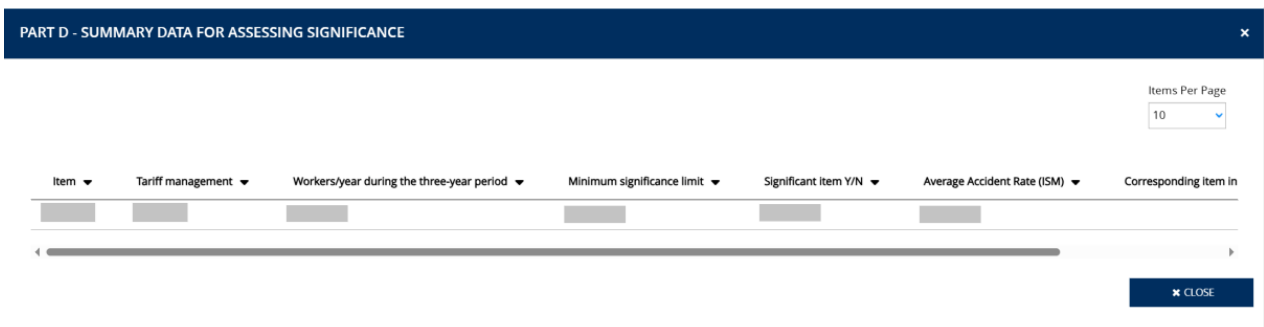 PART D - SUMMARY DATA FOR ASSESSING SIGNIFICANCE
Items Per Page
10
Item Tariff management Workers/year during the three-year period Minimum significance limit Significant item Y/N Average Accident Rate (ISM) Corresponding item in
CLOSE